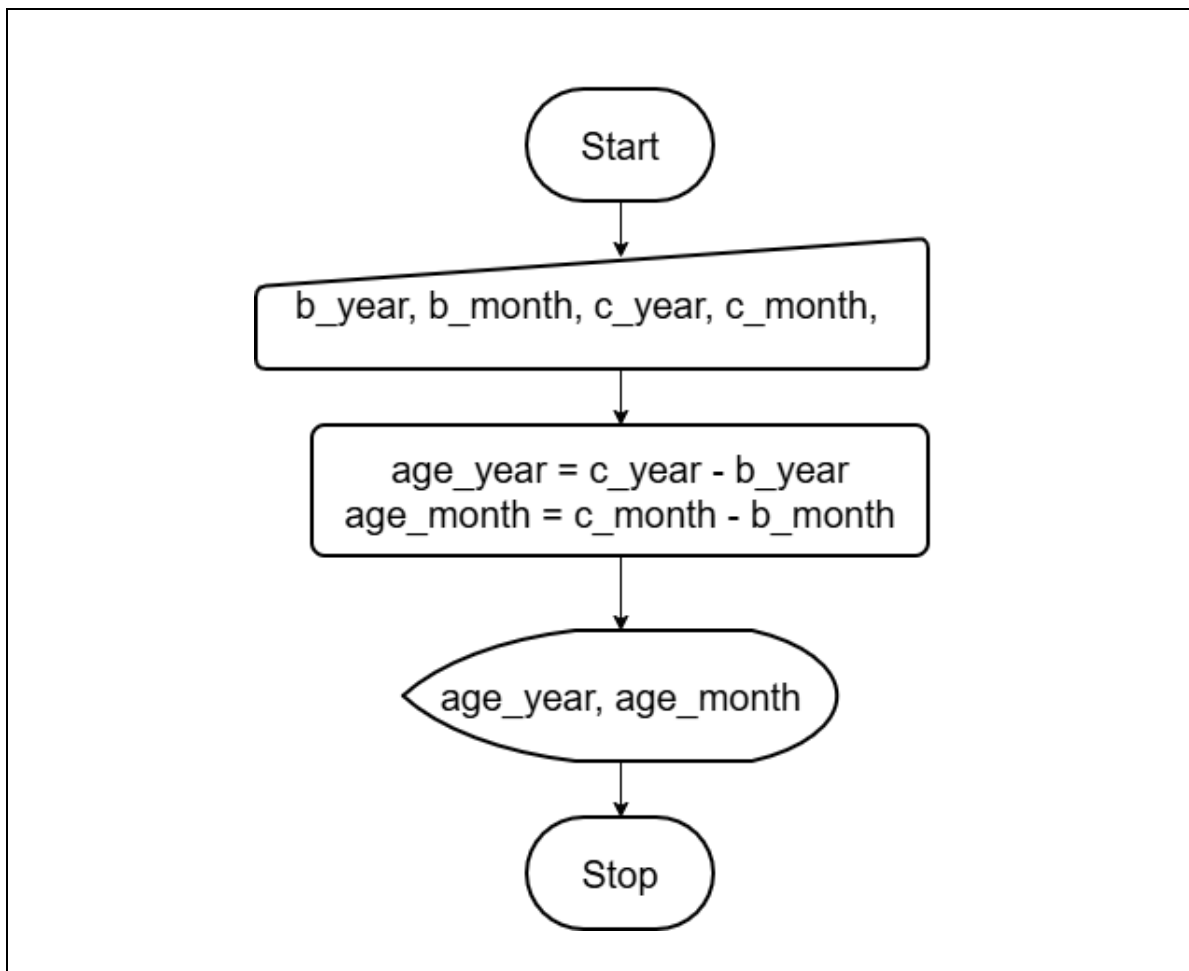 Start
b_year, b_month, c_year, c_month,
age_year = c_year - b_year
age_month = c_month - b_month
age_year, age_month
Stop